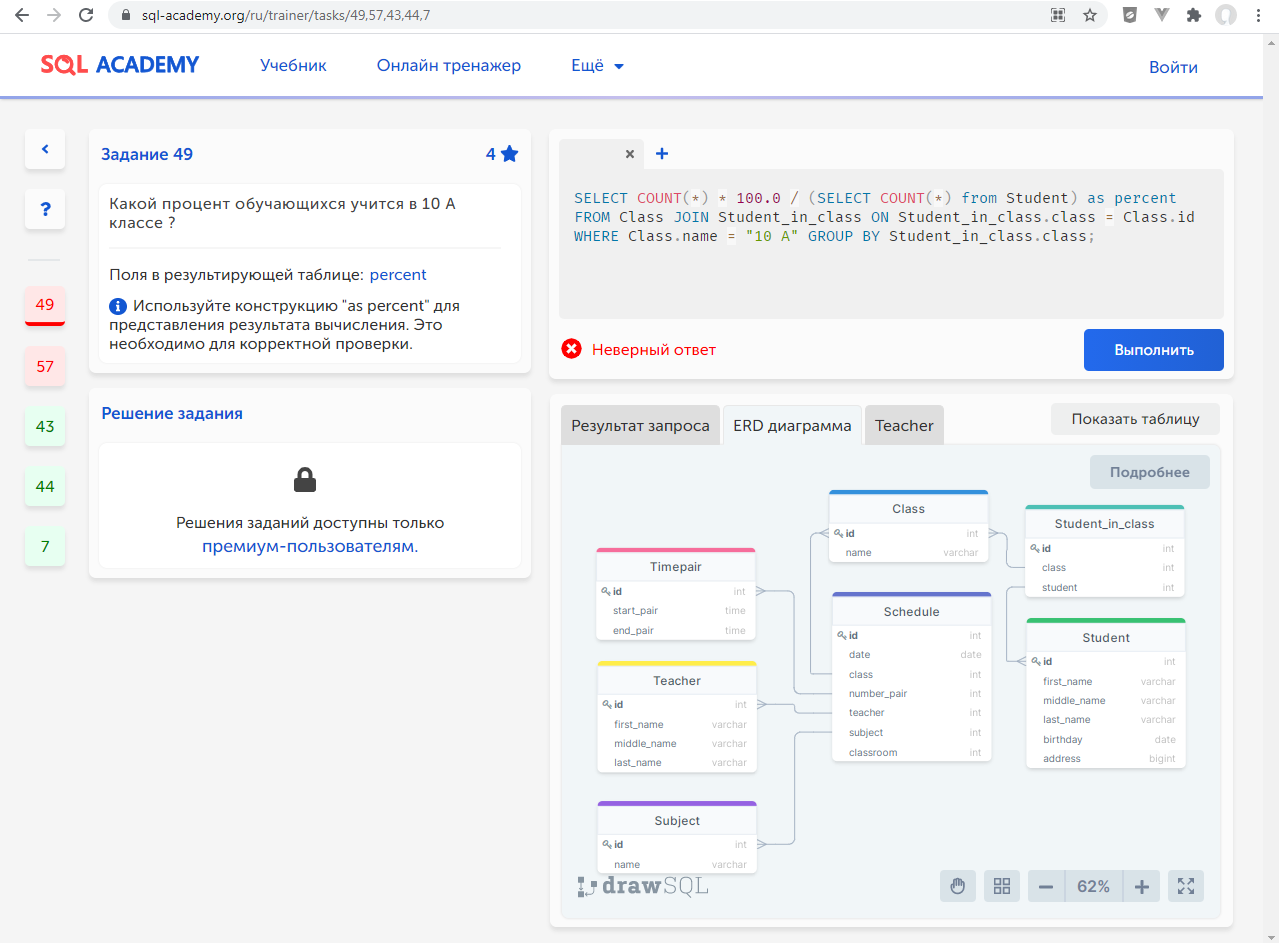 sql-academy.org/ru/trainer/tasks/49,57,43,44,7
SQL ACADEMY
Учебник
Онлайн тренажер
Ещё
Войти
?
49
57
43
44
7
Задание 49
4
Какой процент обучающихся учится в 10 A
классе ?
Поля в результирующей таблице: percent
Используйте конструкцию "as percent" для
представления результата вычисления. Это
необходимо для корректной проверки.
Решение задания
Решения заданий доступны только
премиум-пользователям.
SELECT COUNT(*) * 100.0 / (SELECT COUNT(*) from Student) as percent
FROM Class JOIN Student_in_class ON Student_in_class.class = Class.id
WHERE Class.name = "10 A" GROUP BY Student_in_class.class;
Неверный ответ
Выполнить
Результат запроса
ERD диаграмма
Teacher
Показать таблицу
Подробнее
Timepair
id int
start_pair time
end_pair time
Teacher
id int
first_name varchar
middle_name varchar
last_name varchar
Subject
id int
name varchar
Class
id int
name varchar
Schedule
id int
date date
class int
number_pair int
teacher int
subject int
classroom int
Student_in_class
id int
class int
student int
Student
id int
first_name varchar
middle_name varchar
last_name varchar
birthday date
address bigint
drawSQL
62%